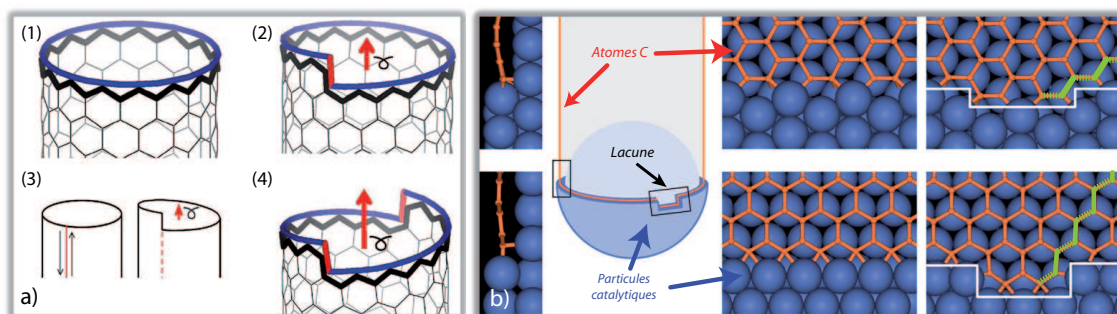 (1)
(2)
(3)
(4)
a)
Atomes C
Lacune
Particules
catalytiques
b)